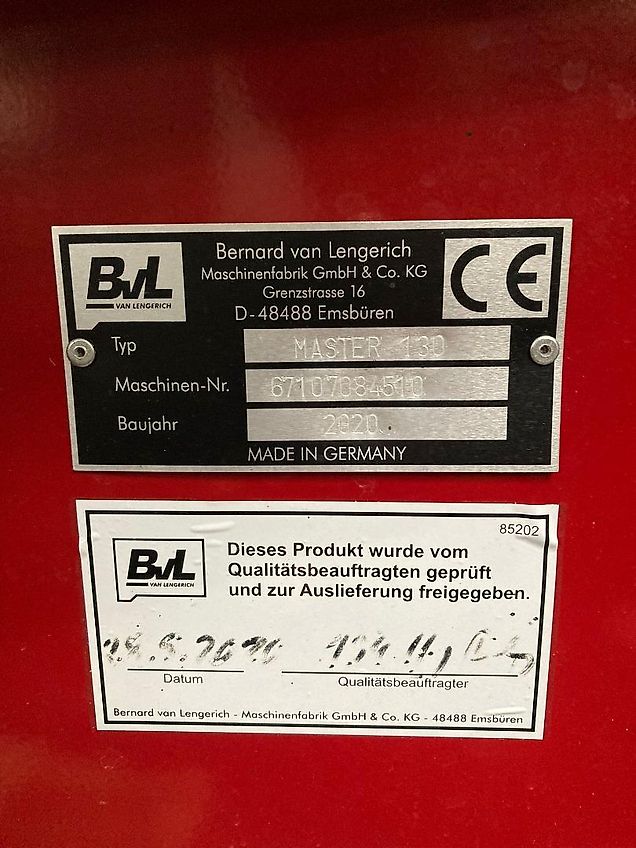 BvL
VAN LENGERICH
Bernard van Lengerich
Maschinenfabrik GmbH & Co. KG
Grenzstrasse 16
D-48488 Emsbüren
CE
Typ MASTER 130
Maschinen-Nr. 67107084510
Baujahr 2020
MADE IN GERMANY
85202
BvL
VAN LENGERICH
Dieses Produkt wurde vom
Qualitätsbeauftragten geprüft
und zur Auslieferung freigegeben.
Datum
Qualitätsbeauftragter
Bernard van Lengerich - Maschinenfabrik GmbH & Co. KG - 48488 Emsbüren